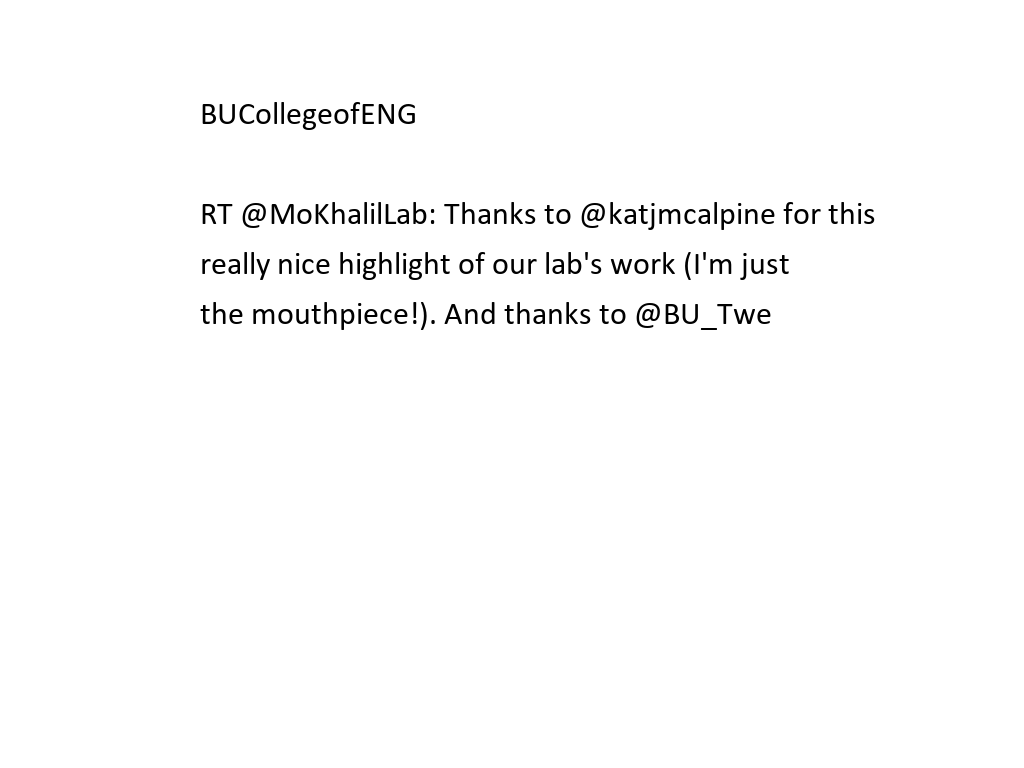 BUCollegeofENG
RT @MoKhalilLab: Thanks to @katjmcalpine for this
really nice highlight of our lab's work (I'm just
the mouthpiece!). And thanks to @BU_Twe